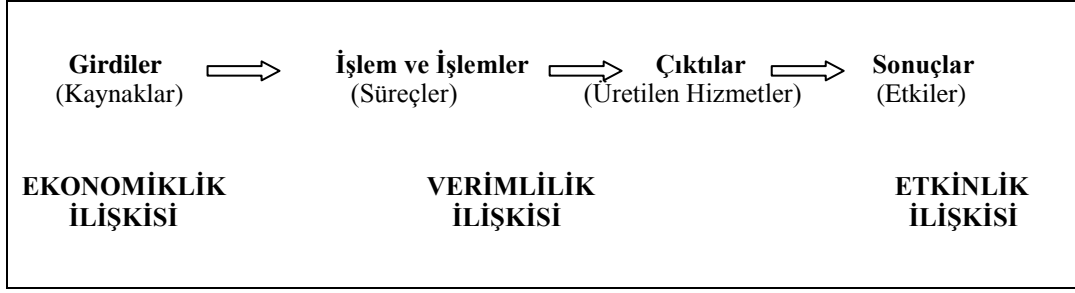 Girdiler İşlem ve İşlemler Çıktılar Sonuçlar
(Kaynaklar) (Süreçler) (Üretilen Hizmetler) (Etkiler)
EKONOMİKLİK VERİMLİLİK ETKİNLİK
İLİŞKİSİ İLİŞKİSİ İLİŞKİSİ